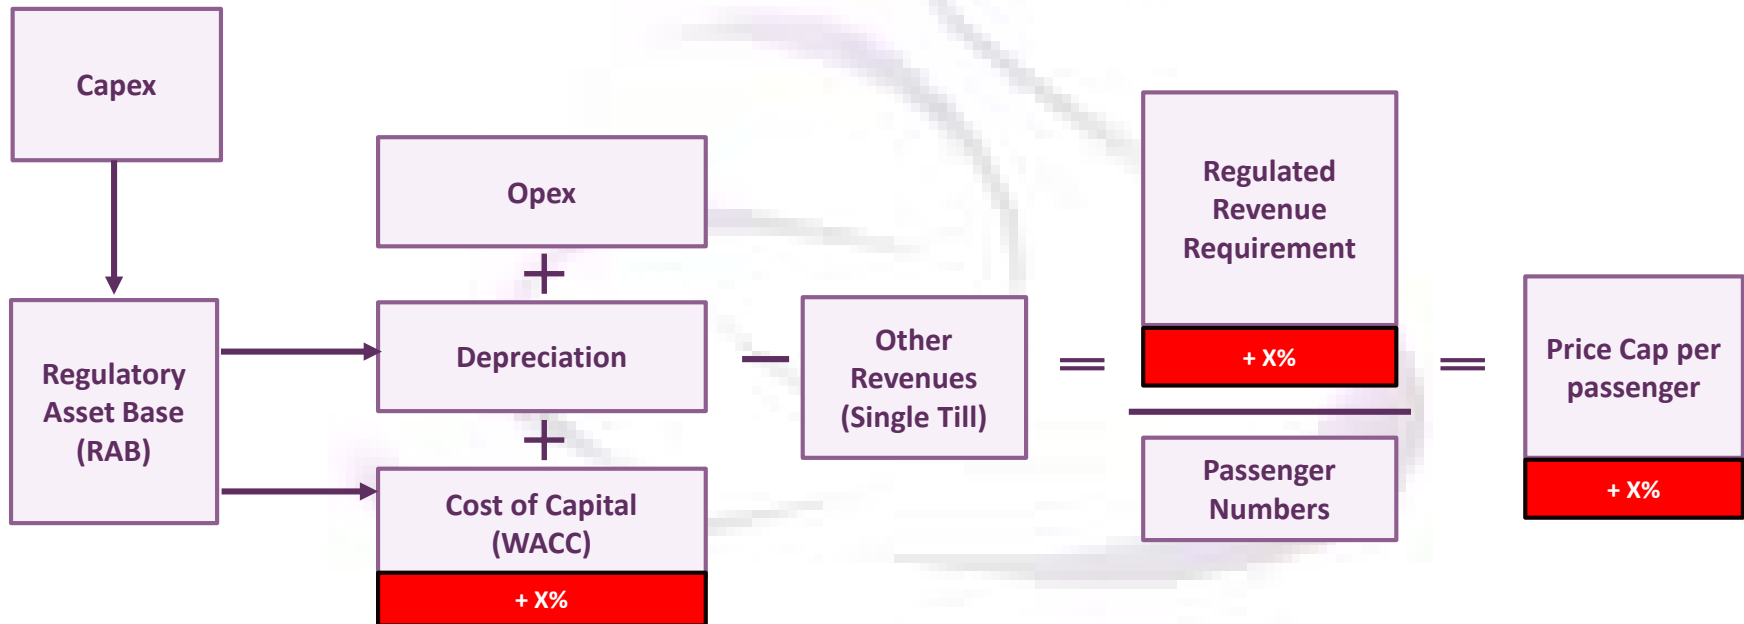 Capex
Regulatory
Asset Base
(RAB)
Opex
+
Depreciation
+
Cost of Capital
(WACC)
+ X%
—
Other
Revenues
(Single Till)
=
Regulated
Revenue
Requirement
+ X%
Passenger
Numbers
=
Price Cap per
passenger
+ X%